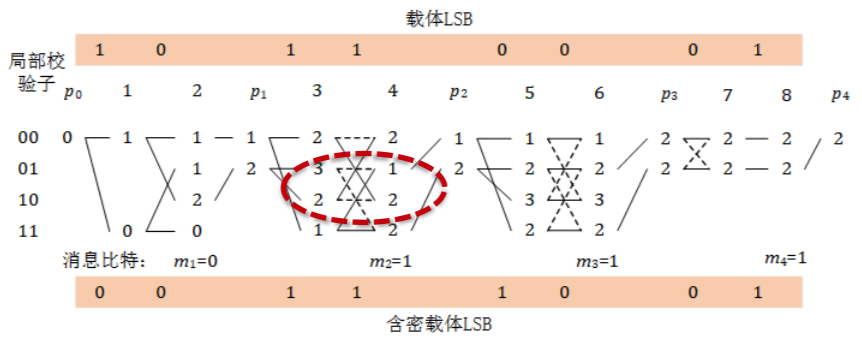 载体LSB
1 0 1 1 0 0 0 1
局部校
验子 p₀ 1 2 p₁ 3 4 p₂ 5 6 p₃ 7 8 p₄
00 0 1 1 1 2 2 1 1 1 2 2 2 2
01 1 2 3 1 2 2 2 2 2 2
10 2 2 2 3 3
11 0 0 1 2 2 2
消息比特： m₁=0 m₂=1 m₃=1 m₄=1
0 0 1 1 1 0 0 1
含密载体LSB